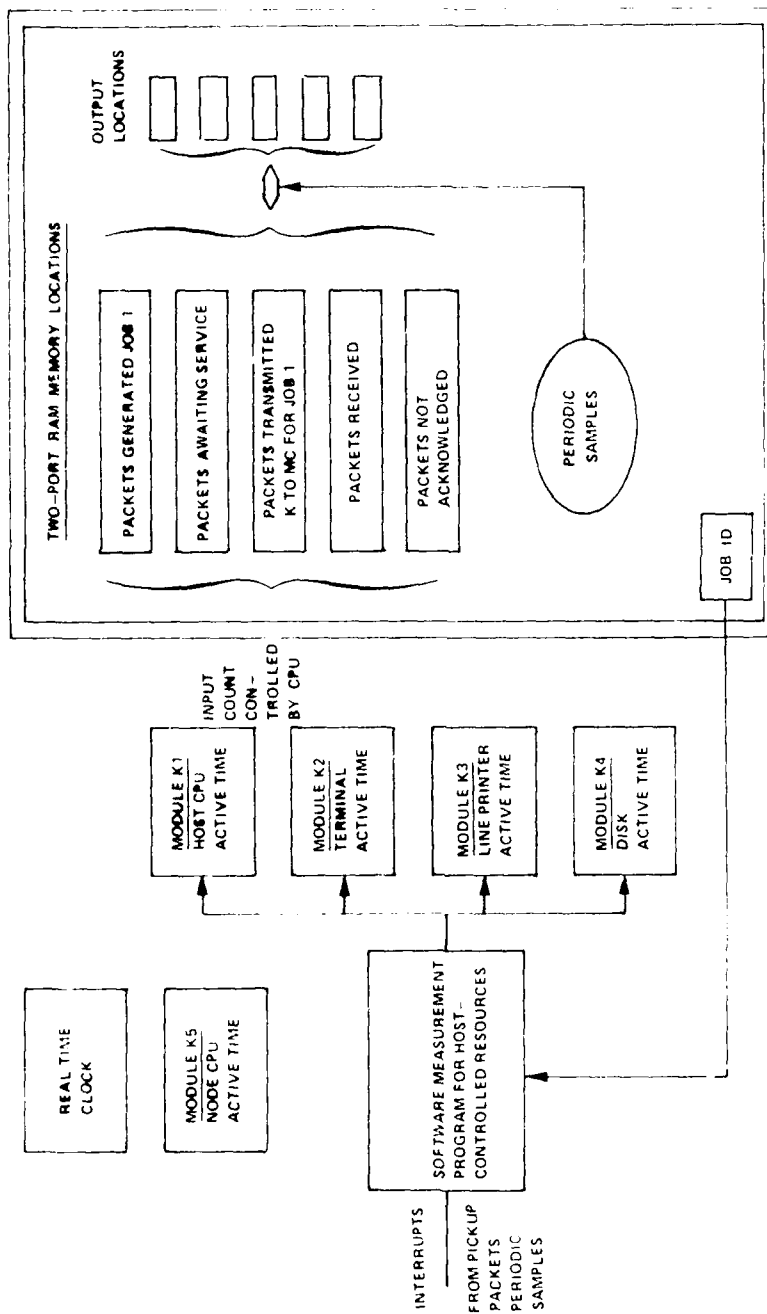 REAL TIME
CLOCK
MODULE K5
NODE CPU
ACTIVE TIME
INTERRUPTS
FROM PICKUP
PACKETS
PERIODIC
SAMPLES
SOFTWARE MEASUREMENT
PROGRAM FOR HOST-
CONTROLLED RESOURCES
MODULE K1
HOST CPU
ACTIVE TIME
MODULE K2
TERMINAL
ACTIVE TIME
MODULE K3
LINE PRINTER
ACTIVE TIME
MODULE K4
DISK
ACTIVE TIME
INPUT
COUNT
CON-
TROLLED
BY CPU
TWO-PORT RAM MEMORY LOCATIONS
PACKETS GENERATED JOB 1
PACKETS AWAITING SERVICE
PACKETS TRANSMITTED
K TO MC FOR JOB 1
PACKETS RECEIVED
PACKETS NOT
ACKNOWLEDGED
OUTPUT
LOCATIONS
PERIODIC
SAMPLES
JOB ID